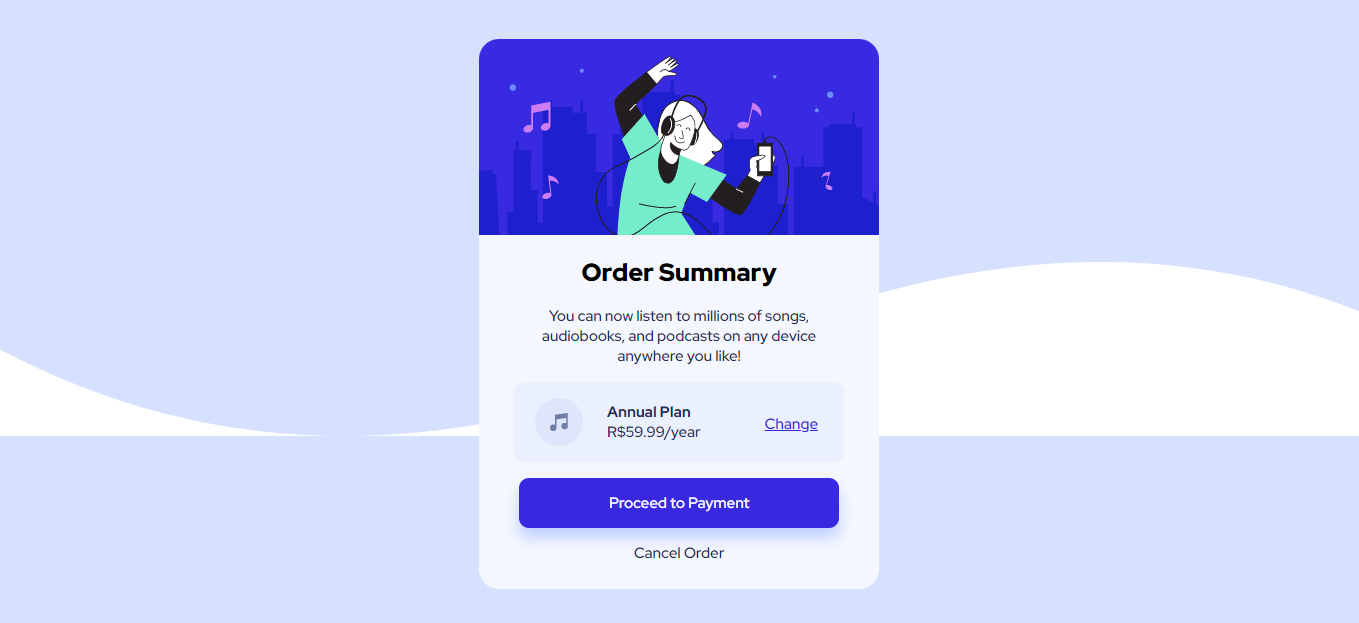 Order Summary
You can now listen to millions of songs,
audiobooks, and podcasts on any device
anywhere you like!
Annual Plan
R$59.99/year
Change
Proceed to Payment
Cancel Order